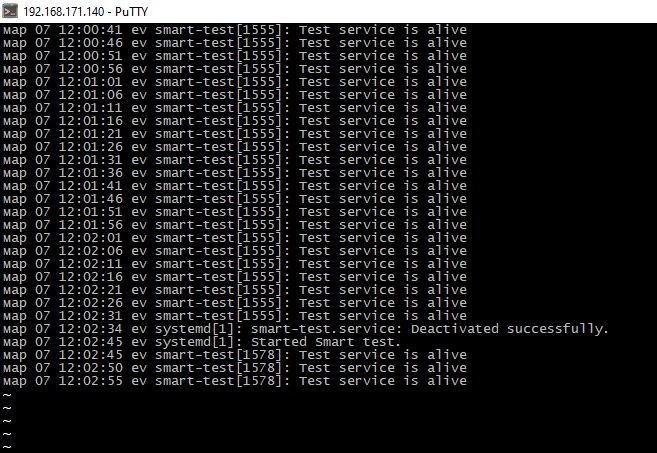 192.168.171.140 - PuTTY
мар 07 12:00:41 ev smart-test[1555]: Test service is alive
мар 07 12:00:46 ev smart-test[1555]: Test service is alive
мар 07 12:00:51 ev smart-test[1555]: Test service is alive
мар 07 12:00:56 ev smart-test[1555]: Test service is alive
мар 07 12:01:01 ev smart-test[1555]: Test service is alive
мар 07 12:01:06 ev smart-test[1555]: Test service is alive
мар 07 12:01:11 ev smart-test[1555]: Test service is alive
мар 07 12:01:16 ev smart-test[1555]: Test service is alive
мар 07 12:01:21 ev smart-test[1555]: Test service is alive
мар 07 12:01:26 ev smart-test[1555]: Test service is alive
мар 07 12:01:31 ev smart-test[1555]: Test service is alive
мар 07 12:01:36 ev smart-test[1555]: Test service is alive
мар 07 12:01:41 ev smart-test[1555]: Test service is alive
мар 07 12:01:46 ev smart-test[1555]: Test service is alive
мар 07 12:01:51 ev smart-test[1555]: Test service is alive
мар 07 12:01:56 ev smart-test[1555]: Test service is alive
мар 07 12:02:01 ev smart-test[1555]: Test service is alive
мар 07 12:02:06 ev smart-test[1555]: Test service is alive
мар 07 12:02:11 ev smart-test[1555]: Test service is alive
мар 07 12:02:16 ev smart-test[1555]: Test service is alive
мар 07 12:02:21 ev smart-test[1555]: Test service is alive
мар 07 12:02:26 ev smart-test[1555]: Test service is alive
мар 07 12:02:31 ev smart-test[1555]: Test service is alive
мар 07 12:02:34 ev systemd[1]: smart-test.service: Deactivated successfully.
мар 07 12:02:45 ev systemd[1]: Started Smart test.
мар 07 12:02:45 ev smart-test[1578]: Test service is alive
мар 07 12:02:50 ev smart-test[1578]: Test service is alive
мар 07 12:02:55 ev smart-test[1578]: Test service is alive
~
~
~
~
~